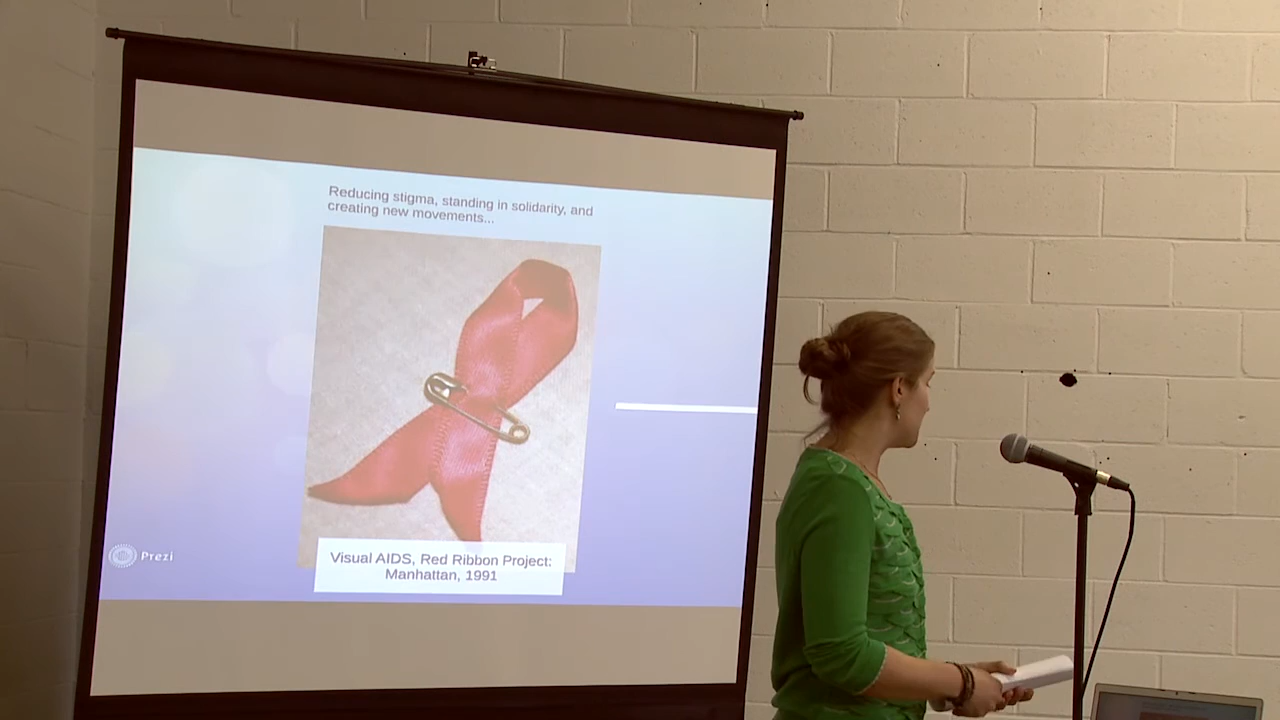 Reducing stigma, standing in solidarity, and
creating new movements...
Visual AIDS, Red Ribbon Project:
Manhattan, 1991
Prezi